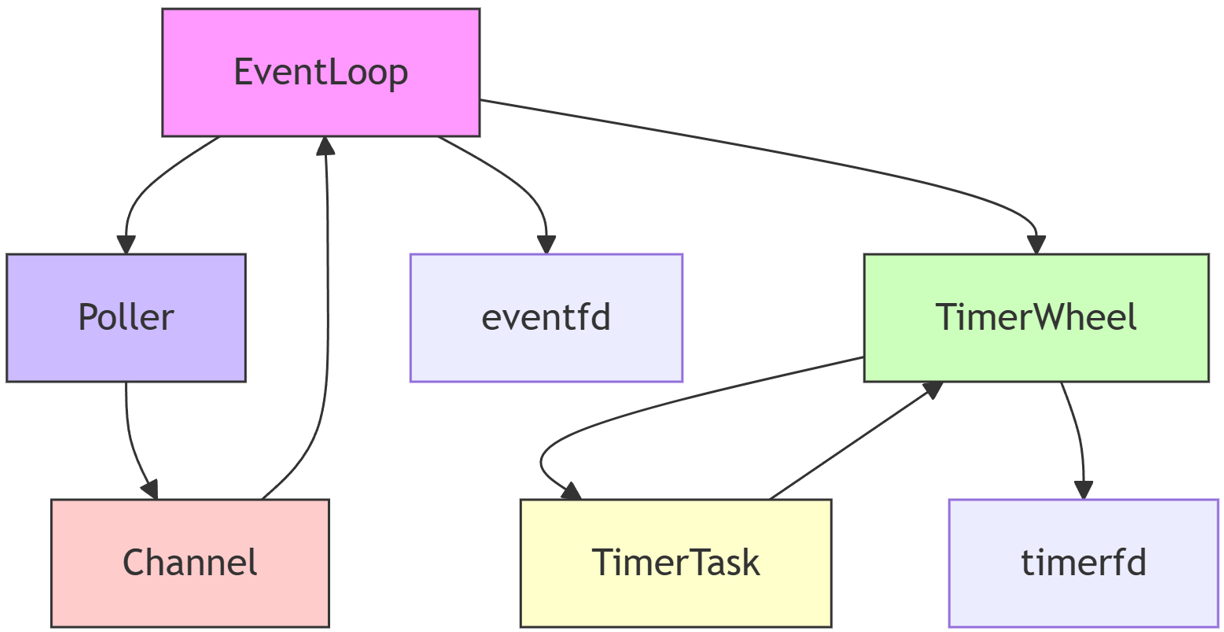 EventLoop
Poller
eventfd
TimerWheel
Channel
TimerTask
timerfd